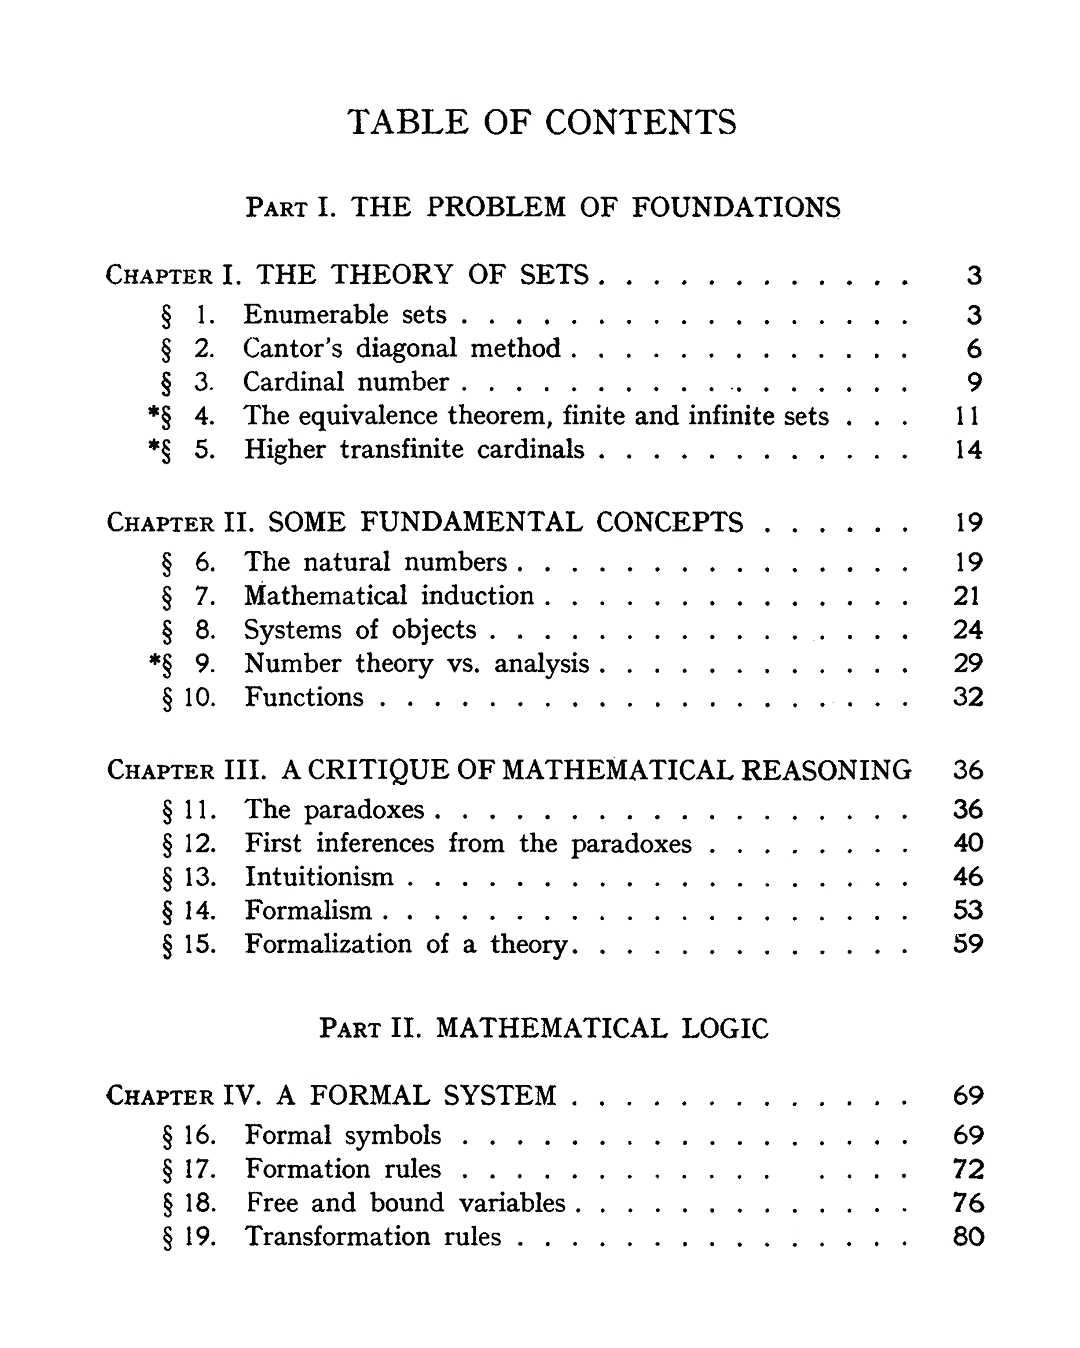 TABLE OF CONTENTS
PART I. THE PROBLEM OF FOUNDATIONS
CHAPTER I. THE THEORY OF SETS . . . . . . . . . . . . 3
§ 1. Enumerable sets . . . . . . . . . . . . . . . . . 3
§ 2. Cantor's diagonal method . . . . . . . . . . . . . 6
§ 3. Cardinal number . . . . . . . . . . . . . . . . . 9
*§ 4. The equivalence theorem, finite and infinite sets . . . 11
*§ 5. Higher transfinite cardinals . . . . . . . . . . . . 14
CHAPTER II. SOME FUNDAMENTAL CONCEPTS . . . . . . 19
§ 6. The natural numbers . . . . . . . . . . . . . . . 19
§ 7. Mathematical induction . . . . . . . . . . . . . . 21
§ 8. Systems of objects . . . . . . . . . . . . . . . . 24
*§ 9. Number theory vs. analysis . . . . . . . . . . . . 29
§ 10. Functions . . . . . . . . . . . . . . . . . . . . 32
CHAPTER III. A CRITIQUE OF MATHEMATICAL REASONING 36
§ 11. The paradoxes . . . . . . . . . . . . . . . . . . 36
§ 12. First inferences from the paradoxes . . . . . . . . 40
§ 13. Intuitionism . . . . . . . . . . . . . . . . . . . 46
§ 14. Formalism . . . . . . . . . . . . . . . . . . . . 53
§ 15. Formalization of a theory . . . . . . . . . . . . . 59
PART II. MATHEMATICAL LOGIC
CHAPTER IV. A FORMAL SYSTEM . . . . . . . . . . . . . 69
§ 16. Formal symbols . . . . . . . . . . . . . . . . . 69
§ 17. Formation rules . . . . . . . . . . . . . . . . 72
§ 18. Free and bound variables . . . . . . . . . . . . . 76
§ 19. Transformation rules . . . . . . . . . . . . . . . 80